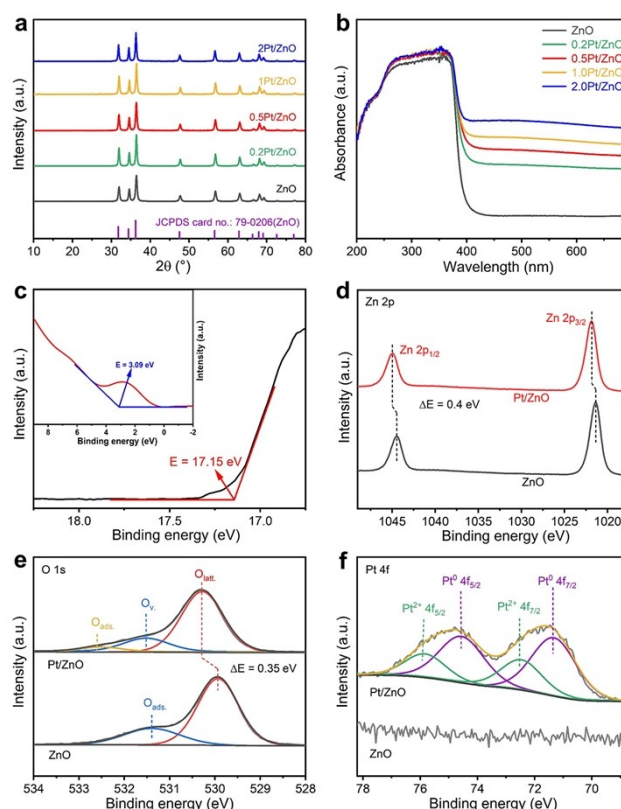 a
2Pt/ZnO
1Pt/ZnO
0.5Pt/ZnO
0.2Pt/ZnO
ZnO
JCPDS card no.: 79-0206(ZnO)
Intensity (a.u.)
10 20 30 40 50 60 70 80
2θ (°)
b
ZnO
0.2Pt/ZnO
0.5Pt/ZnO
1.0Pt/ZnO
2.0Pt/ZnO
Absorbance (a.u.)
200 300 400 500 600 700
Wavelength (nm)
c
E = 3.09 eV
Intensity (a.u.)
8 6 4 2 0 -2
Binding energy (eV)
E = 17.15 eV
Intensity (a.u.)
18.0 17.5 17.0
Binding energy (eV)
d
Zn 2p
Zn 2p3/2
Zn 2p1/2
Pt/ZnO
ΔE = 0.4 eV
ZnO
Intensity (a.u.)
1045 1040 1035 1030 1025 1020
Binding energy (eV)
e
O 1s
Olatt.
Ov.
Oads.
Pt/ZnO
ΔE = 0.35 eV
Oads.
ZnO
Intensity (a.u.)
534 533 532 531 530 529 528
Binding energy (eV)
f
Pt 4f
Pt0 4f5/2
Pt0 4f7/2
Pt2+ 4f5/2
Pt2+ 4f7/2
Pt/ZnO
ZnO
Intensity (a.u.)
78 76 74 72 70
Binding energy (eV)